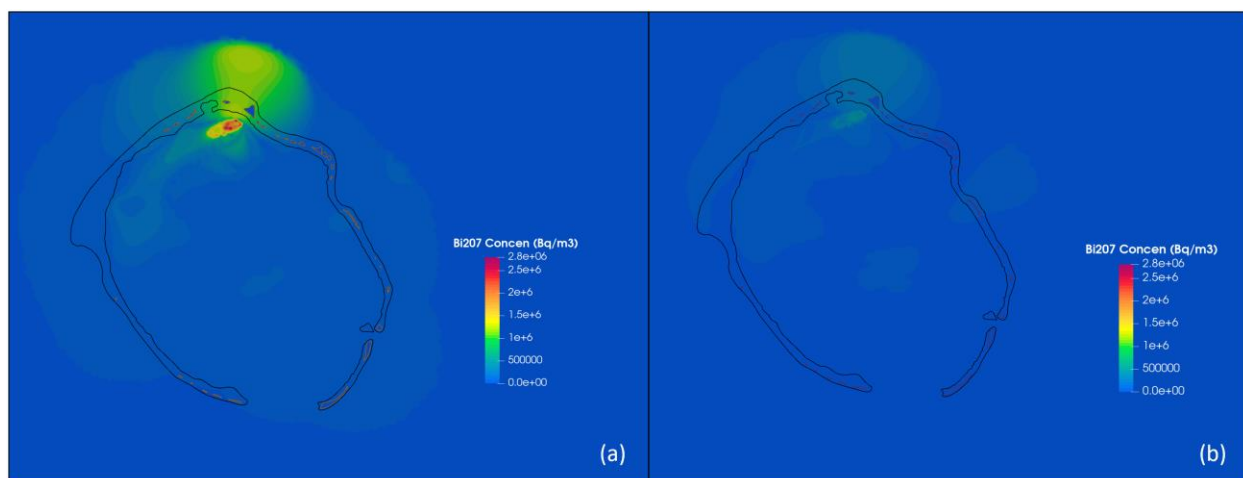 Bi207 Concen (Bq/m3)
2.8e+06
2.5e+6
2e+6
1.5e+6
1e+6
500000
0.0e+00
(a)
Bi207 Concen (Bq/m3)
2.8e+06
2.5e+6
2e+6
1.5e+6
1e+6
500000
0.0e+00
(b)